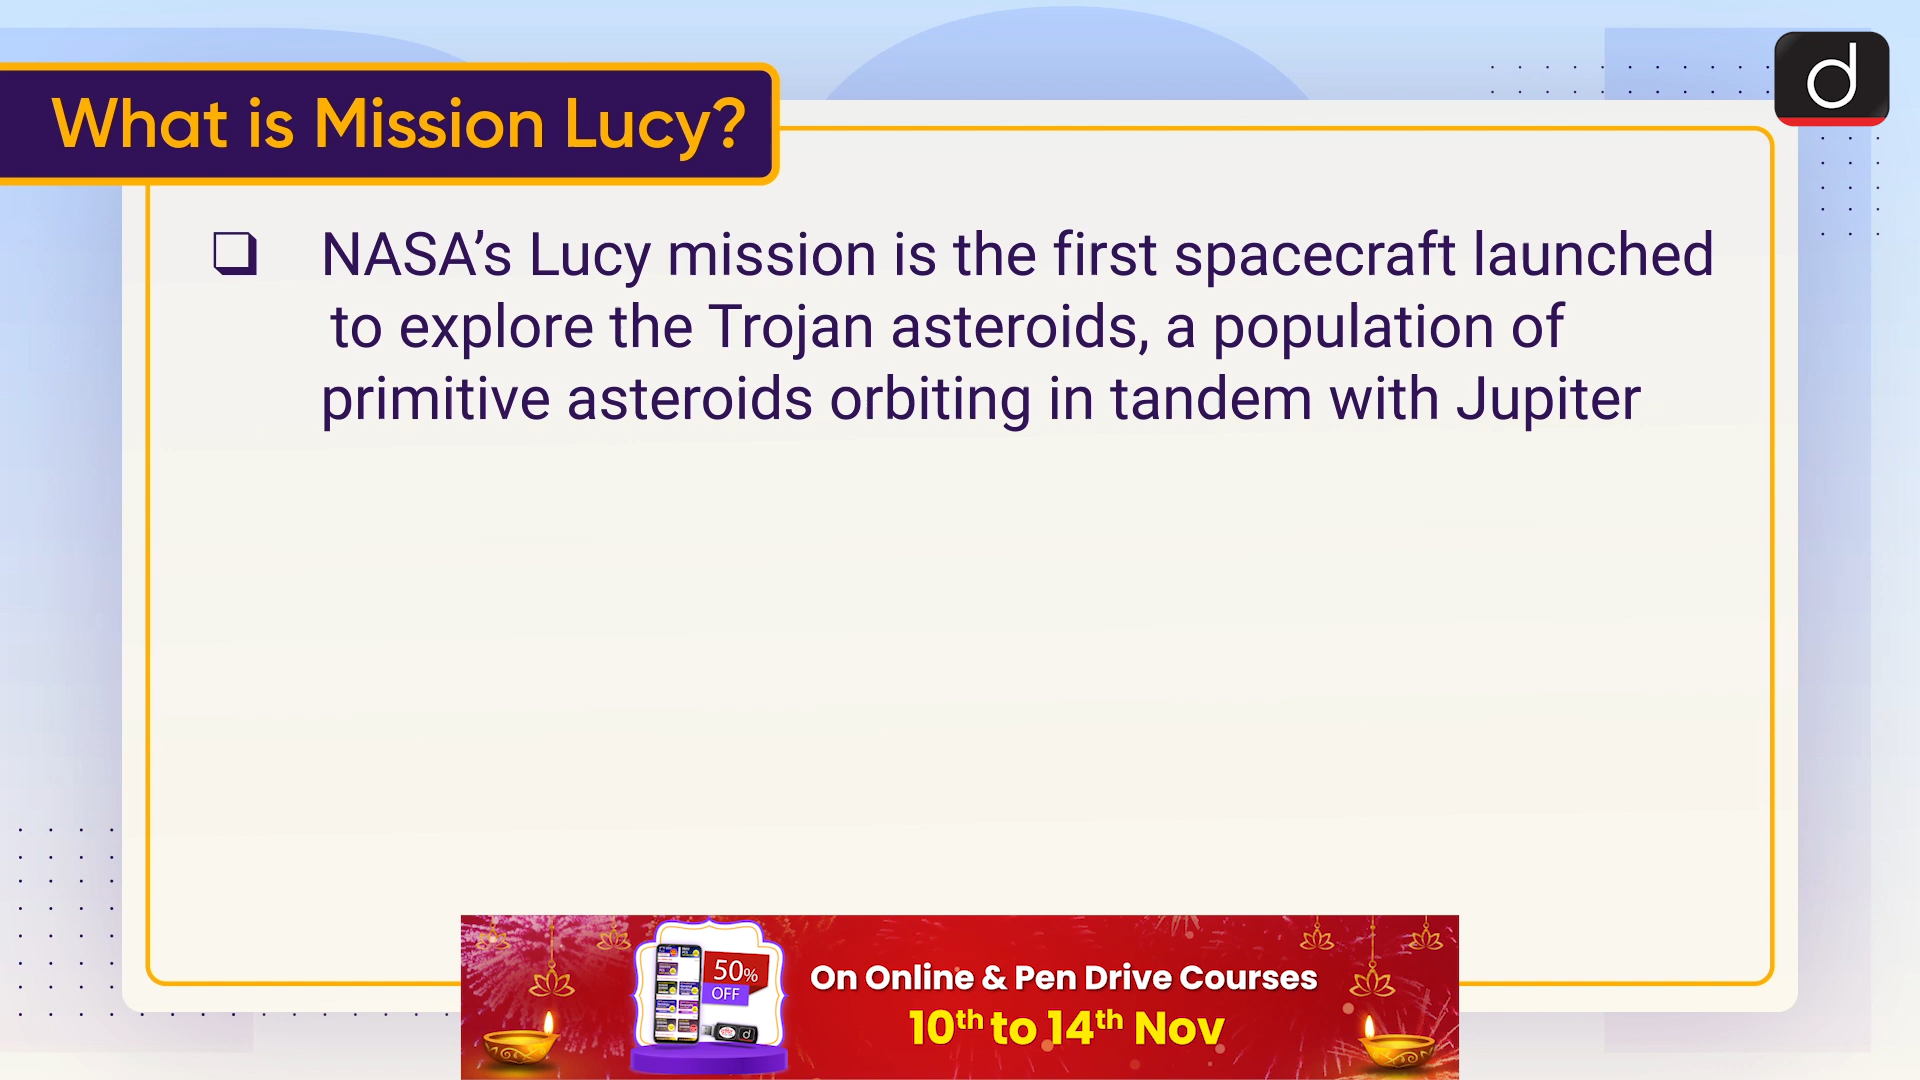 What is Mission Lucy?
d
❑ NASA’s Lucy mission is the first spacecraft launched
to explore the Trojan asteroids, a population of
primitive asteroids orbiting in tandem with Jupiter
50% OFF
On Online & Pen Drive Courses
10th to 14th Nov